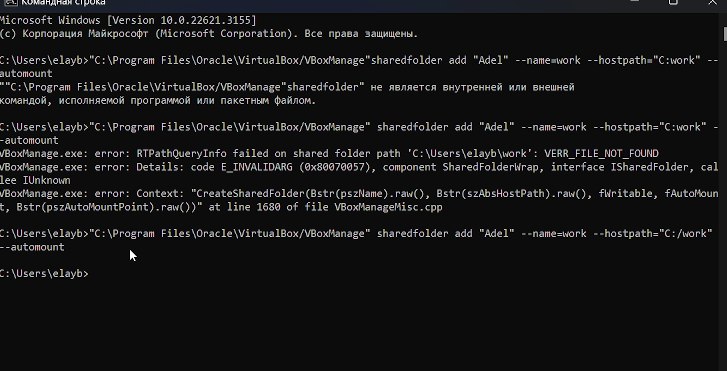 Командная строка
Microsoft Windows [Version 10.0.22621.3155]
(c) Корпорация Майкрософт (Microsoft Corporation). Все права защищены.
C:\Users\elayb>"C:\Program Files\Oracle\VirtualBox/VBoxManage"sharedfolder add "Adel" --name=work --hostpath="C:work" --
automount
""C:\Program Files\Oracle\VirtualBox/VBoxManage"sharedfolder" не является внутренней или внешней
командой, исполняемой программой или пакетным файлом.
C:\Users\elayb>"C:\Program Files\Oracle\VirtualBox/VBoxManage" sharedfolder add "Adel" --name=work --hostpath="C:work" -
-automount
VBoxManage.exe: error: RTPathQueryInfo failed on shared folder path 'C:\Users\elayb\work': VERR_FILE_NOT_FOUND
VBoxManage.exe: error: Details: code E_INVALIDARG (0x80070057), component SharedFolderWrap, interface ISharedFolder, cal
lee IUnknown
VBoxManage.exe: error: Context: "CreateSharedFolder(Bstr(pszName).raw(), Bstr(szAbsHostPath).raw(), fWritable, fAutoMoun
t, Bstr(pszAutoMountPoint).raw())" at line 1680 of file VBoxManageMisc.cpp
C:\Users\elayb>"C:\Program Files\Oracle\VirtualBox/VBoxManage" sharedfolder add "Adel" --name=work --hostpath="C:/work"
--automount
C:\Users\elayb>